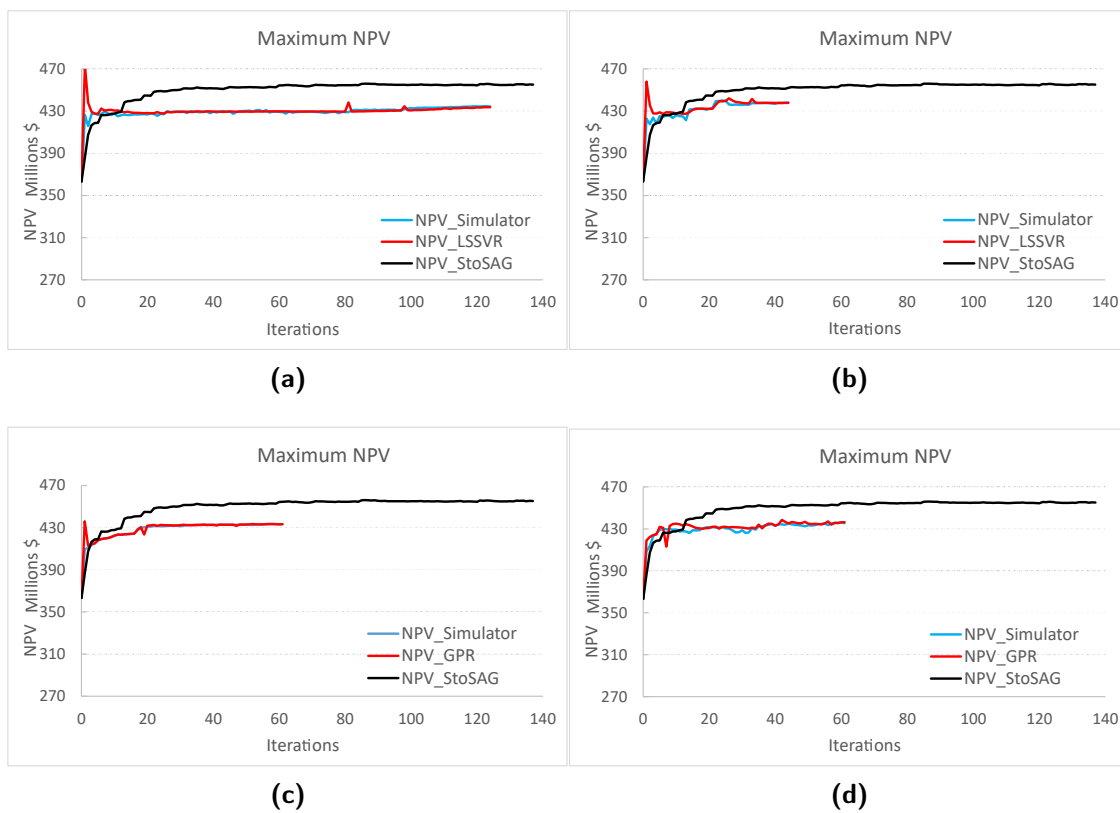 Maximum NPV
NPV Millions $
470
430
390
350
310
270
NPV_Simulator
NPV_LSSVR
NPV_StoSAG
0 20 40 60 80 100 120 140
Iterations
(a)
Maximum NPV
NPV Millions $
470
430
390
350
310
270
NPV_Simulator
NPV_LSSVR
NPV_StoSAG
0 20 40 60 80 100 120 140
Iterations
(b)
Maximum NPV
NPV Millions $
470
430
390
350
310
270
NPV_Simulator
NPV_GPR
NPV_StoSAG
0 20 40 60 80 100 120 140
Iterations
(c)
Maximum NPV
NPV Millions $
470
430
390
350
310
270
NPV_Simulator
NPV_GPR
NPV_StoSAG
0 20 40 60 80 100 120 140
Iterations
(d)